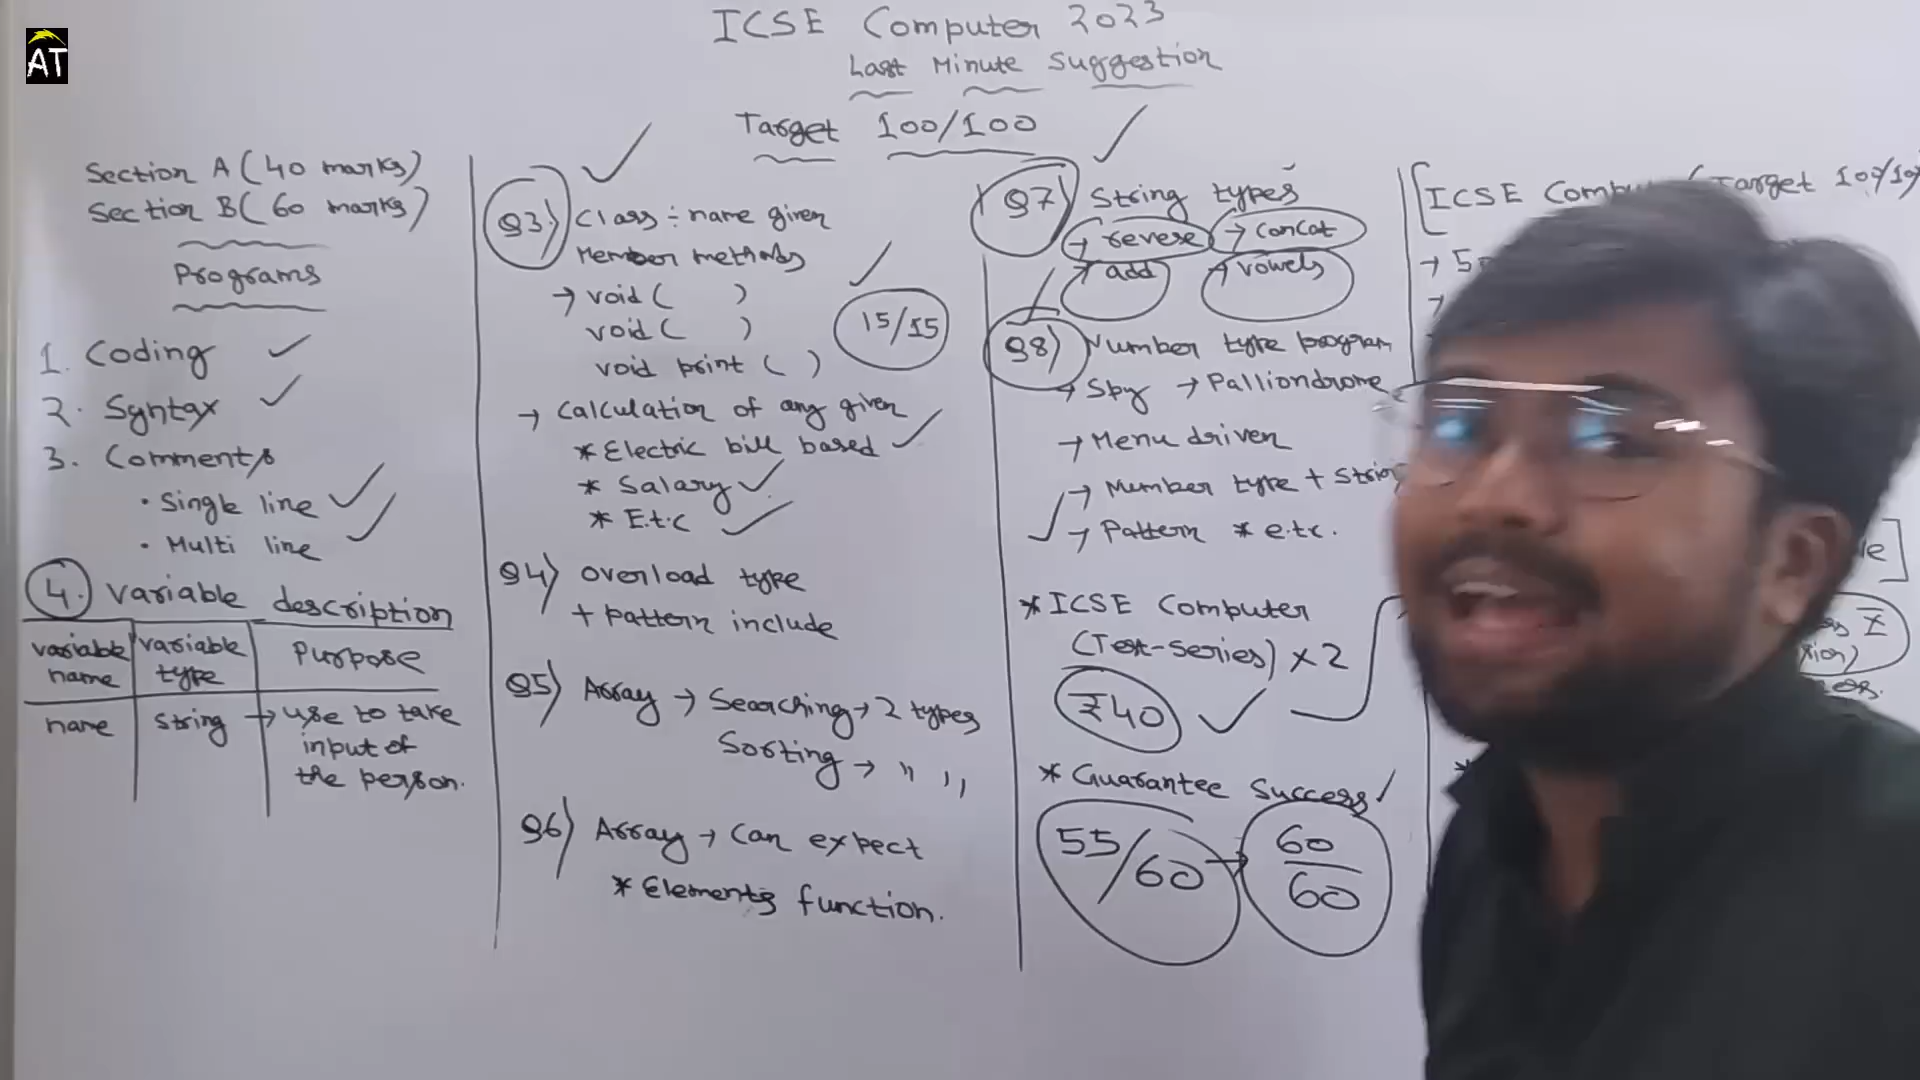 AT
ICSE Computer 2023
Last Minute Suggestion
Target 100/100
Section A (40 marks)
Section B (60 marks)
Programs
1. Coding
2. Syntax
3. Comments
• Single line
• Multi line
4. Variable description
variable name
variable type
Purpose
name
string
→ use to take
input of
the person.
Q3) Class ÷ name given
Member methods
→ void ( )
void ( )
void print ( )
15/15
→ Calculation of any given
* Electric bill based
* Salary
* E.t.c
Q4) overload type
+ pattern include
Q5) Array → Searching → 2 types
Sorting → " ,,
Q6) Array → Can expect
* Elements function.
Q7) String types
→ revese → concat
→ add → vowels
Q8) Number type program
→ Spy → Palliondrome
→ Menu driven
→ Number type + Strin
→ Pattern * e.tc.
* ICSE Computer
(Test-Series) × 2
₹40
* Guarantee Success
55/60 → 60/60
[ICSE Compu Target 100/10
→ 5